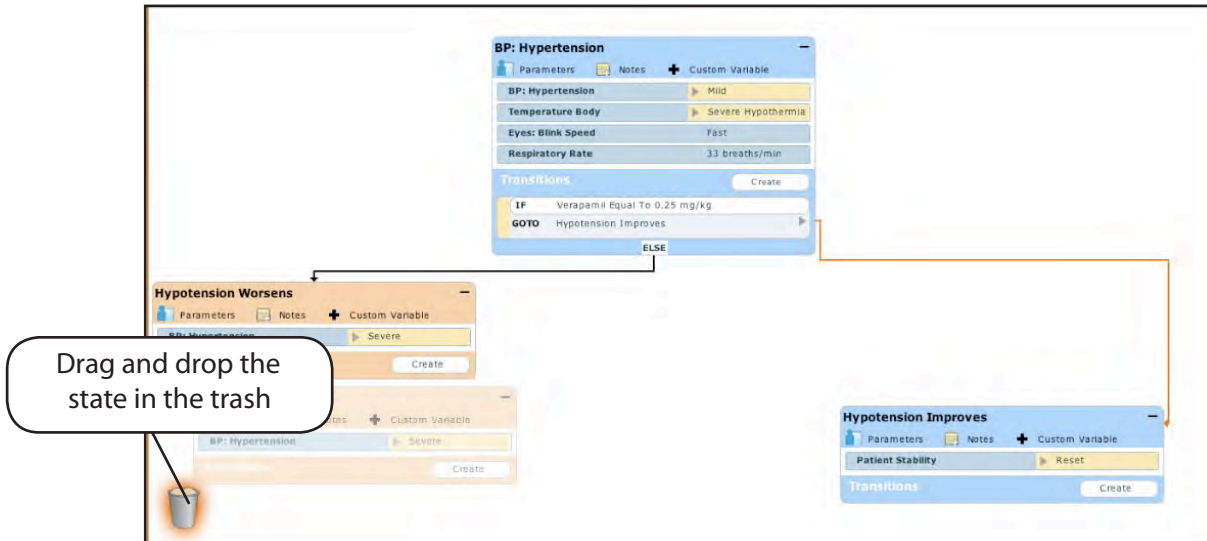 BP: Hypertension
Parameters Notes Custom Variable
BP: Hypertension Mild
Temperature Body Severe Hypothermia
Eyes: Blink Speed Fast
Respiratory Rate 33 breaths/min
Transitions Create
IF Verapamil Equal To 0.25 mg/kg
GOTO Hypotension Improves
ELSE
Hypotension Worsens
Parameters Notes Custom Variable
BP: Hypertension Severe
Create
Drag and drop the
state in the trash
Notes Custom Variable
BP: Hypertension Severe
Create
Hypotension Improves
Parameters Notes Custom Variable
Patient Stability Reset
Transitions Create